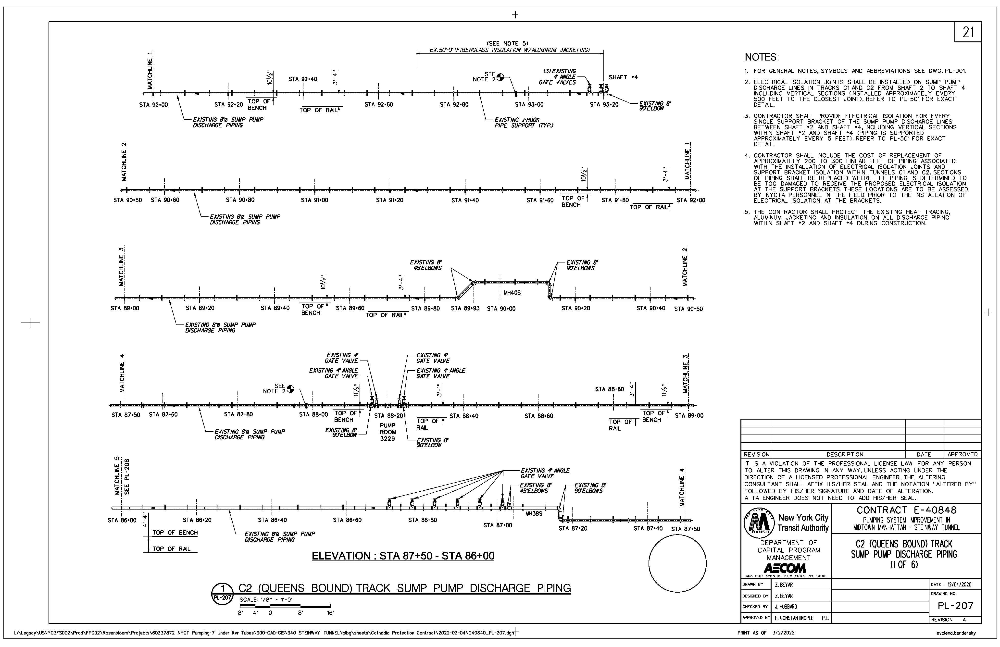 21
(SEE NOTE 5)
EX.50'-0" (FIBERGLASS INSULATION W/ALUMINUM JACKETING)
MATCHLINE 1
10½"
STA 92+40
3'-4"
SEE
NOTE 2
(3) EXISTING
4" ANGLE
GATE VALVES
SHAFT #4
STA 92+00
STA 92+20
TOP OF
BENCH
TOP OF RAIL
STA 92+60
STA 92+80
STA 93+00
STA 93+20
EXISTING 8"
90°ELBOW
EXISTING 8"ø SUMP PUMP
DISCHARGE PIPING
EXISTING J-HOOK
PIPE SUPPORT (TYP.)
MATCHLINE 2
10½"
3'-4"
MATCHLINE 1
STA 90+50
STA 90+60
STA 90+80
STA 91+00
STA 91+20
STA 91+40
STA 91+60
TOP OF
BENCH
STA 91+80
TOP OF RAIL
STA 92+00
EXISTING 8"ø SUMP PUMP
DISCHARGE PIPING
MATCHLINE 3
10½"
3'-4"
EXISTING 8"
45°ELBOWS
EXISTING 8"
90°ELBOWS
MATCHLINE 2
MH40S
STA 89+00
STA 89+20
STA 89+40
TOP OF
BENCH
STA 89+60
TOP OF RAIL
STA 89+80
STA 89+93
STA 90+00
STA 90+20
STA 90+40
STA 90+50
EXISTING 8"ø SUMP PUMP
DISCHARGE PIPING
MATCHLINE 4
EXISTING 4"
GATE VALVE
EXISTING 4"
GATE VALVE
EXISTING 4" ANGLE
GATE VALVE
EXISTING 4" ANGLE
GATE VALVE
SEE
NOTE 2
11½"
3'-1"
STA 88+80
3'-4"
11½"
MATCHLINE 3
STA 87+50
STA 87+60
STA 87+80
STA 88+00
TOP OF
BENCH
STA 88+20
TOP OF
RAIL
STA 88+40
STA 88+60
TOP OF
RAIL
TOP OF
BENCH
STA 89+00
PUMP
ROOM
3229
EXISTING 8"ø SUMP PUMP
DISCHARGE PIPING
EXISTING 8"
90°ELBOW
EXISTING 8"
90°ELBOW
MATCHLINE 5
SEE PL-208
EXISTING 4" ANGLE
GATE VALVE
EXISTING 8"
45°ELBOWS
EXISTING 8"
90°ELBOWS
MATCHLINE 4
MH38S
STA 86+00
4'-4"
STA 86+20
STA 86+40
STA 86+60
STA 86+80
STA 87+00
STA 87+20
STA 87+40
STA 87+50
TOP OF BENCH
TOP OF RAIL
EXISTING 8"ø SUMP PUMP
DISCHARGE PIPING
ELEVATION : STA 87+50 - STA 86+00
1
PL-207
C2 (QUEENS BOUND) TRACK SUMP PUMP DISCHARGE PIPING
SCALE: 1/8" = 1'-0"
8' 4' 0 8' 16'
NOTES:
1. FOR GENERAL NOTES, SYMBOLS AND ABBREVIATIONS SEE DWG. PL-001.
2. ELECTRICAL ISOLATION JOINTS SHALL BE INSTALLED ON SUMP PUMP
DISCHARGE LINES IN TRACKS C1 AND C2 FROM SHAFT 2 TO SHAFT 4
INCLUDING VERTICAL SECTIONS (INSTALLED APPROXIMATELY EVERY
500 FEET TO THE CLOSEST JOINT). REFER TO PL-501 FOR EXACT
DETAIL.
3. CONTRACTOR SHALL PROVIDE ELECTRICAL ISOLATION FOR EVERY
SINGLE SUPPORT BRACKET OF THE SUMP PUMP DISCHARGE LINES
BETWEEN SHAFT #2 AND SHAFT #4, INCLUDING VERTICAL SECTIONS
WITHIN SHAFT #2 AND SHAFT #4 (PIPING IS SUPPORTED
APPROXIMATELY EVERY 5 FEET). REFER TO PL-501 FOR EXACT
DETAIL.
4. CONTRACTOR SHALL INCLUDE THE COST OF REPLACEMENT OF
APPROXIMATELY 200 TO 300 LINEAR FEET OF PIPING ASSOCIATED
WITH THE INSTALLATION OF ELECTRICAL ISOLATION JOINTS AND
SUPPORT BRACKET ISOLATION WITHIN TUNNELS C1 AND C2. SECTIONS
OF PIPING SHALL BE REPLACED WHERE THE PIPING IS DETERMINED TO
BE TOO DAMAGED TO RECEIVE THE PROPOSED ELECTRICAL ISOLATION
AT THE SUPPORT BRACKETS. THESE LOCATIONS ARE TO BE ASSESSED
BY NYCTA PERSONNEL IN THE FIELD PRIOR TO THE INSTALLATION OF
ELECTRICAL ISOLATION AT THE BRACKETS.
5. THE CONTRACTOR SHALL PROTECT THE EXISTING HEAT TRACING,
ALUMINUM JACKETING AND INSULATION ON ALL DISCHARGE PIPING
WITHIN SHAFT #2 AND SHAFT #4 DURING CONSTRUCTION.
REVISION DESCRIPTION DATE APPROVED
IT IS A VIOLATION OF THE PROFESSIONAL LICENSE LAW FOR ANY PERSON
TO ALTER THIS DRAWING IN ANY WAY, UNLESS ACTING UNDER THE
DIRECTION OF A LICENSED PROFESSIONAL ENGINEER. THE ALTERING
CONSULTANT SHALL AFFIX HIS/HER SEAL AND THE NOTATION "ALTERED BY"
FOLLOWED BY HIS/HER SIGNATURE AND DATE OF ALTERATION.
A TA ENGINEER DOES NOT NEED TO ADD HIS/HER SEAL.
NEW YORK CITY
TRANSIT
New York City
Transit Authority
DEPARTMENT OF
CAPITAL PROGRAM
MANAGEMENT
AECOM
605 3RD AVENUE, NEW YORK, NY 10158
CONTRACT E-40848
PUMPING SYSTEM IMPROVEMENT IN
MIDTOWN MANHATTAN - STEINWAY TUNNEL
C2 (QUEENS BOUND) TRACK
SUMP PUMP DISCHARGE PIPING
(1 OF 6)
DRAWN BY Z. BEYAR
DESIGNED BY Z. BEYAR
CHECKED BY J. HUBBARD
APPROVED BY F. CONSTANTINOPLE P.E.
DATE : 12/04/2020
DRAWING NO.
PL-207
REVISION A
L:\Legacy\USNYC3FS002\Prod\FP002\Rosenbloom\Projects\60337872 NYCT Pumping-7 Under Rvr Tubes\900-CAD-GIS\940 STEINWAY TUNNEL\plbg\sheets\Cathodic Protection Contract\2022-03-04\C40840_PL-207.dgn
PRINT AS OF 3/2/2022
evolena.bendersky